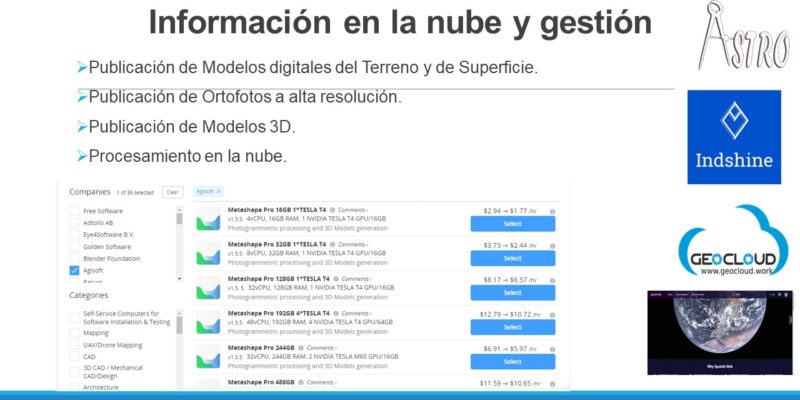 Información en la nube y gestión
ASTRO
➢Publicación de Modelos digitales del Terreno y de Superficie.
➢Publicación de Ortofotos a alta resolución.
➢Publicación de Modelos 3D.
➢Procesamiento en la nube.
Indshine
GEOCLOUD
www.geocloud.work
Why Sputnik Web
Companies 1 of 36 selected Clear
Free Software
Adtollo AB
Eye4Software B.V.
Golden Software
Blender Foundation
Agisoft
Categories
Self-Service Computers for
Software Installation & Testing
Mapping
UAV/Drone Mapping
CAD
3D CAD / Mechanical
CAD/Design
Architecture
Agisoft ×
Metashape Pro 16GB 1*TESLA T4 Comments ›
v1.5.5 4vCPU, 16GB RAM, 1 NVIDIA TESLA T4 GPU/16GB
Photogrammetric processing and 3D Models generation
$2.94 → $1.77 /hr
Select
Metashape Pro 32GB 1*TESLA T4 Comments ›
v1.5.5 8vCPU, 32GB RAM, 1 NVIDIA TESLA T4 GPU/16GB
Photogrammetric processing and 3D Models generation
$3.73 → $2.44 /hr
Select
Metashape Pro 128GB 1*TESLA T4 Comments ›
v1.5.5 32vCPU, 128GB RAM, 1 NVIDIA TESLA T4 GPU/16GB
Photogrammetric processing and 3D Models generation
$8.17 → $6.57 /hr
Select
Metashape Pro 192GB 4*TESLA T4 Comments ›
v1.5.5 48vCPU, 192GB RAM, 4 NVIDIA TESLA T4 GPU/64GB
Photogrammetric processing and 3D Models generation
$12.79 → $10.72 /hr
Select
Metashape Pro 244GB Comments ›
v1.5.5 32vCPU, 244GB RAM, 2 NVIDIA TESLA M60 GPU/16GB
Photogrammetric processing and 3D Models generation
$6.91 → $5.97 /hr
Select
Metashape Pro 488GB Comments ›
$11.59 → $10.65 /hr